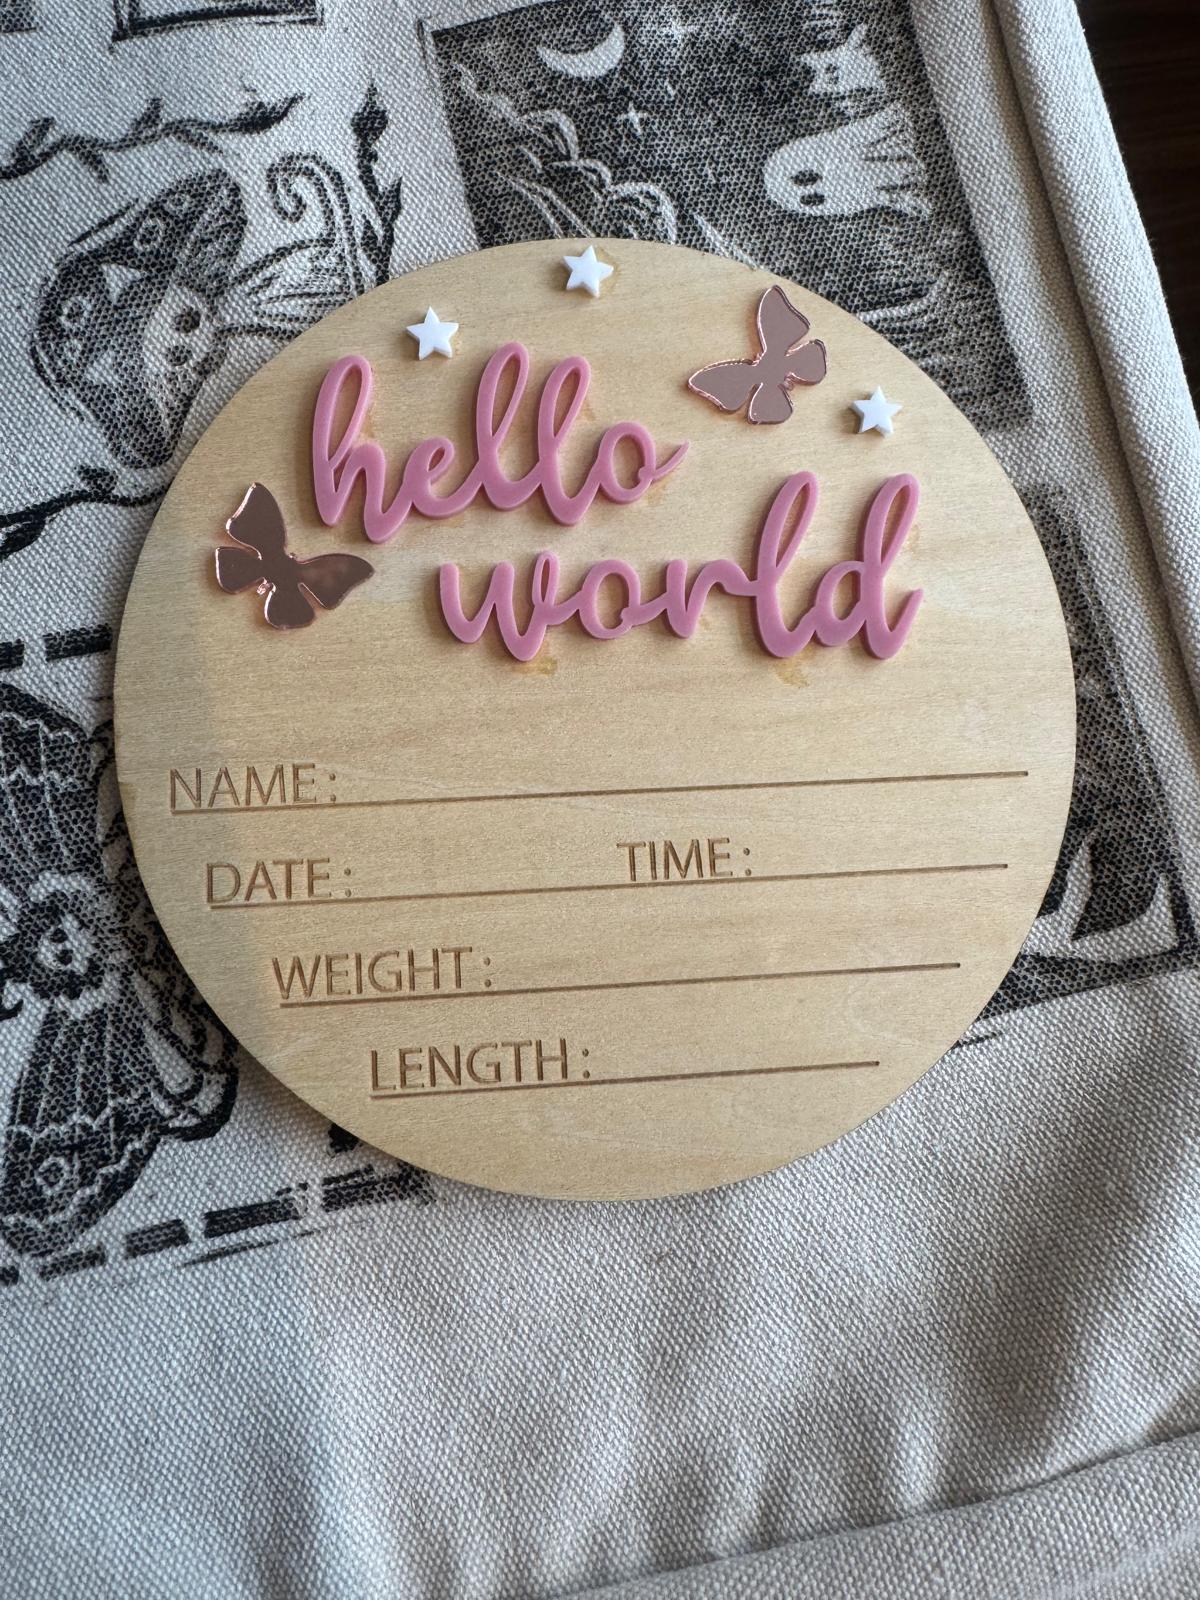 hello
world
NAME:
DATE: TIME:
WEIGHT:
LENGTH: